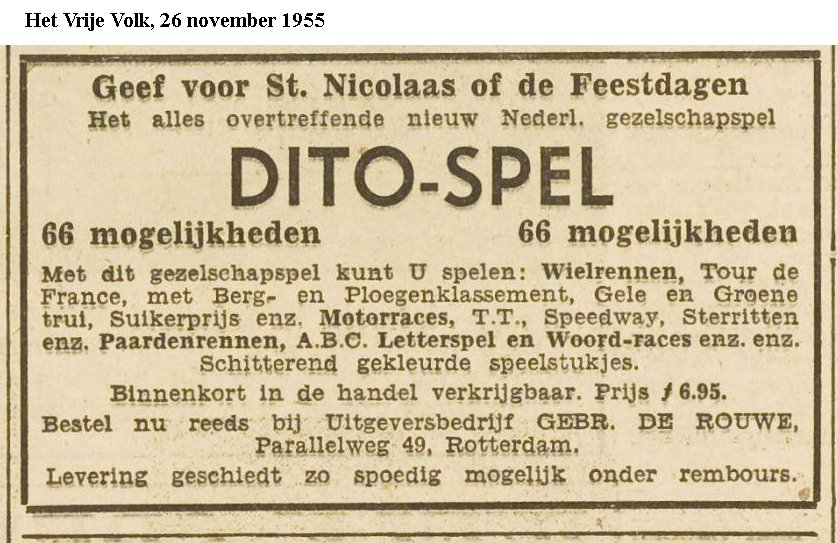 Het Vrije Volk, 26 november 1955
Geef voor St. Nicolaas of de Feestdagen
Het alles overtreffende nieuw Nederl. gezelschapspel
DITO-SPEL
66 mogelijkheden 66 mogelijkheden
Met dit gezelschapspel kunt U spelen: Wielrennen, Tour de
France, met Berg- en Ploegenklassement, Gele en Groene
trui, Suikerprijs enz. Motorraces, T.T., Speedway, Sterritten
enz. Paardenrennen, A.B.C. Letterspel en Woord-races enz. enz.
Schitterend gekleurde speelstukjes.
Binnenkort in de handel verkrijgbaar. Prijs ƒ 6.95.
Bestel nu reeds bij Uitgeversbedrijf GEBR. DE ROUWE,
Parallelweg 49, Rotterdam.
Levering geschiedt zo spoedig mogelijk onder rembours.